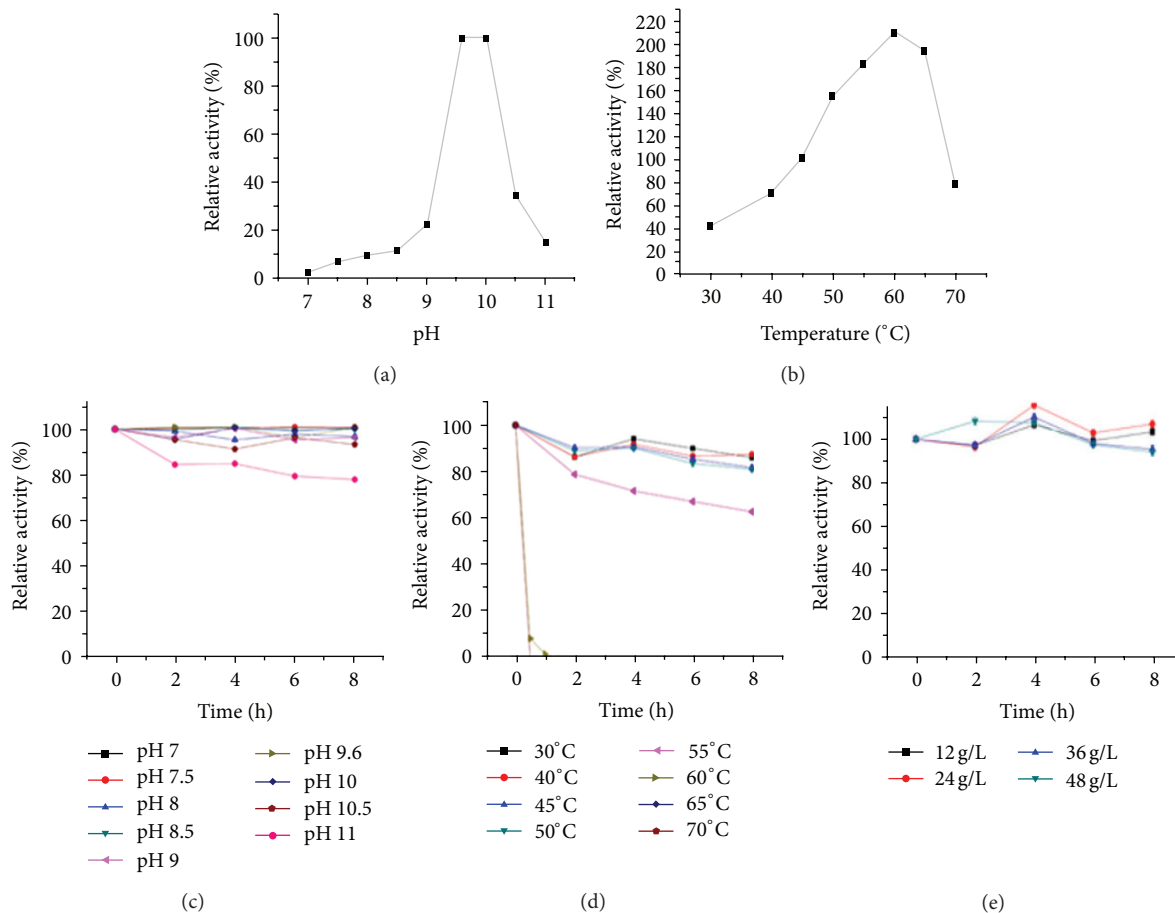 Relative activity (%)
100
80
60
40
20
0
7 8 9 10 11
pH
(a)
Relative activity (%)
220
200
180
160
140
120
100
80
60
40
20
0
30 40 50 60 70
Temperature (°C)
(b)
Relative activity (%)
100
80
60
40
20
0
0 2 4 6 8
Time (h)
pH 7
pH 7.5
pH 8
pH 8.5
pH 9
pH 9.6
pH 10
pH 10.5
pH 11
(c)
Relative activity (%)
100
80
60
40
20
0
0 2 4 6 8
Time (h)
30°C
40°C
45°C
50°C
55°C
60°C
65°C
70°C
(d)
Relative activity (%)
100
80
60
40
20
0
0 2 4 6 8
Time (h)
12 g/L
24 g/L
36 g/L
48 g/L
(e)